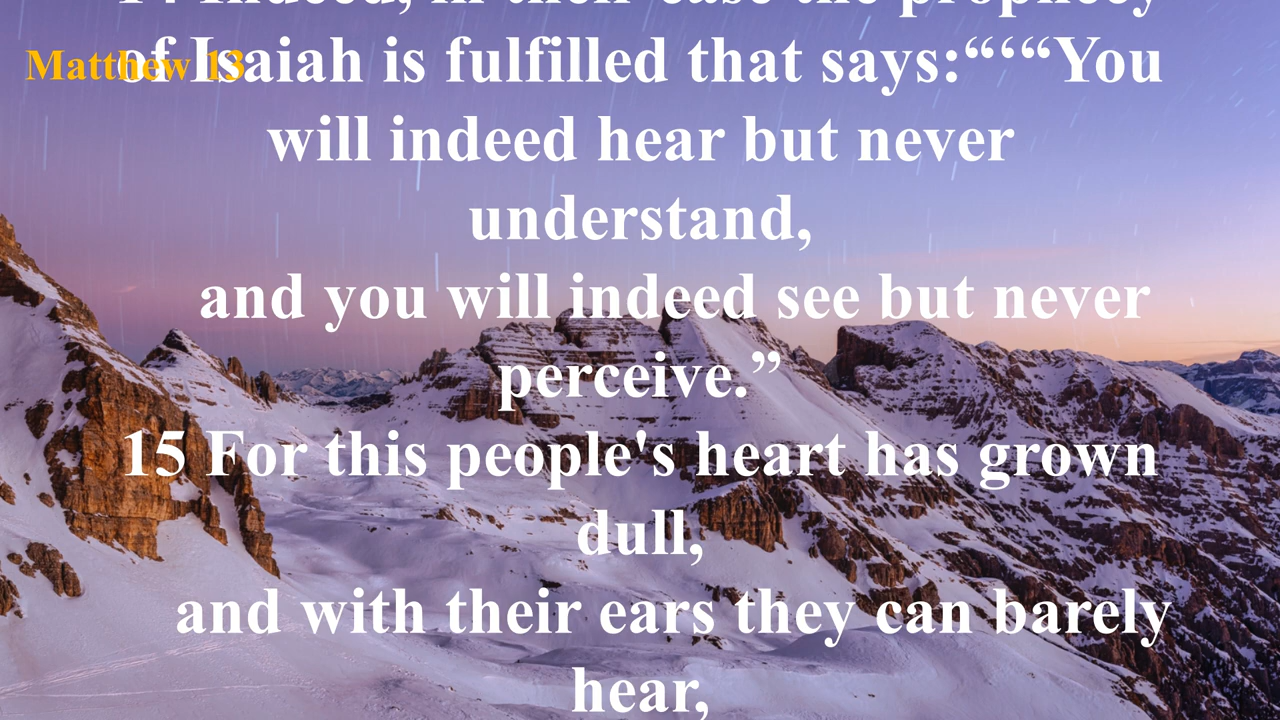 14 Indeed, in their case the prophecy
Matthew 13
of Isaiah is fulfilled that says:“‘“You
will indeed hear but never
understand,
and you will indeed see but never
perceive.”
15 For this people's heart has grown
dull,
and with their ears they can barely
hear,